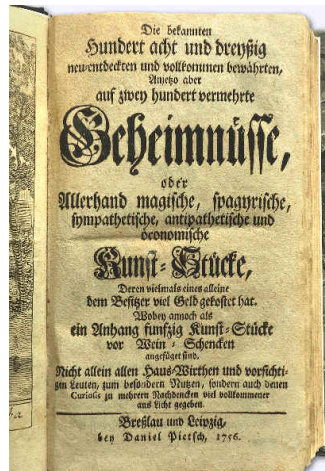 Die bekannten
Hundert acht und dreyßig
neu-entdeckten und vollkommen bewährten,
Anjetzo aber
auf zwey hundert vermehrte
Geheimnüsse,
oder
Allerhand magische, spagyrische,
sympathetische, antipathetische und
öconomische
Kunst-Stücke,
Deren vielmals eines alleine
dem Besitzer viel Geld gekostet hat.
Wobey annoch als
ein Anhang funfzig Kunst-Stücke
vor Wein-Schencken
angefüget sind.
Nicht allein allen Haus-Wirthen und vorsichti-
gen Leuten, zum besondern Nutzen, sondern auch denen
Curiosis zu mehrern Nachdencken viel vollkommener
ans Licht gegeben.
Breßlau und Leipzig,
bey Daniel Pietsch, 1756.